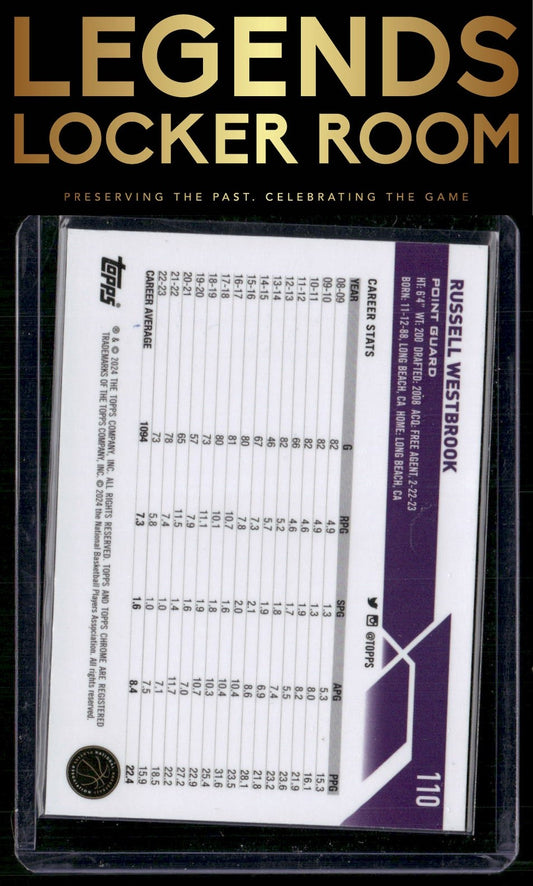 LEGENDS
LOCKER ROOM
PRESERVING THE PAST. CELEBRATING THE GAME
110
RUSSELL WESTBROOK
POINT GUARD
HT: 6'4" WT: 200 DRAFTED: 2008 ACQ: FREE AGENT, 2-22-23
BORN: 11-12-88, LONG BEACH, CA HOME: LONG BEACH, CA
@TOPPS
CAREER STATS
YEAR G RPG SPG APG PPG
08-09 82 4.9 1.3 5.3 15.3
09-10 82 4.9 1.3 8.0 16.1
10-11 82 4.6 1.9 8.2 21.9
11-12 66 4.6 1.7 5.5 23.6
12-13 82 5.2 1.8 7.4 23.2
13-14 46 5.7 1.9 6.9 21.8
14-15 67 7.3 2.1 8.6 28.1
15-16 80 7.8 2.0 10.4 23.5
16-17 81 10.7 1.6 10.4 31.6
17-18 80 10.1 1.8 10.3 25.4
18-19 73 11.1 1.9 10.7 22.9
19-20 57 7.9 1.6 7.0 27.2
20-21 65 11.5 1.4 11.7 22.2
21-22 78 7.4 1.0 7.1 18.5
22-23 73 5.8 1.0 7.5 15.9
CAREER AVERAGE 1094 7.3 1.6 8.4 22.4
topps
® & © 2024 THE TOPPS COMPANY, INC. ALL RIGHTS RESERVED. TOPPS AND TOPPS CHROME ARE REGISTERED
TRADEMARKS OF THE TOPPS COMPANY, INC. © 2024 the National Basketball Players Association. All rights reserved.